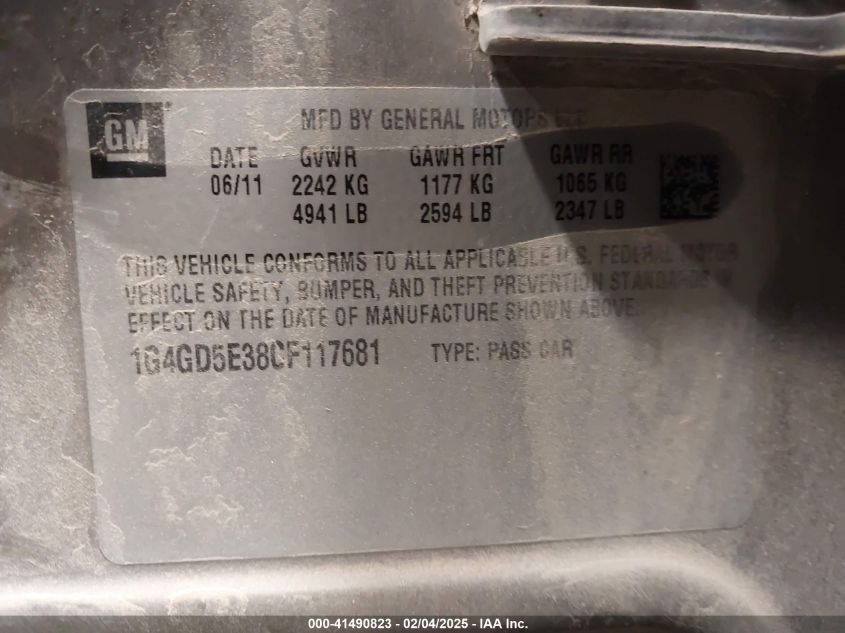 GM
MFD BY GENERAL MOTORS LLC
DATE GVWR GAWR FRT GAWR RR
06/11 2242 KG 1177 KG 1065 KG
4941 LB 2594 LB 2347 LB
THIS VEHICLE CONFORMS TO ALL APPLICABLE U.S. FEDERAL MOTOR
VEHICLE SAFETY, BUMPER, AND THEFT PREVENTION STANDARDS IN
EFFECT ON THE DATE OF MANUFACTURE SHOWN ABOVE.
1G4GD5E38CF117681 TYPE: PASS CAR
000-41490823 - 02/04/2025 - IAA Inc.